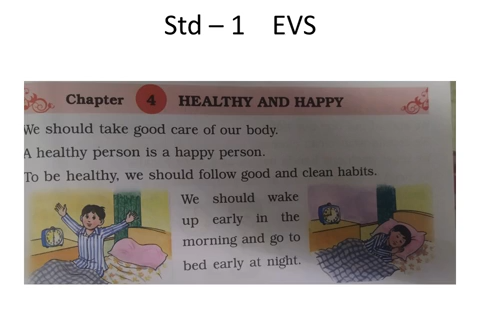 Std – 1 EVS
Chapter 4 HEALTHY AND HAPPY
We should take good care of our body.
A healthy person is a happy person.
To be healthy, we should follow good and clean habits.
We should wake
up early in the
morning and go to
bed early at night.